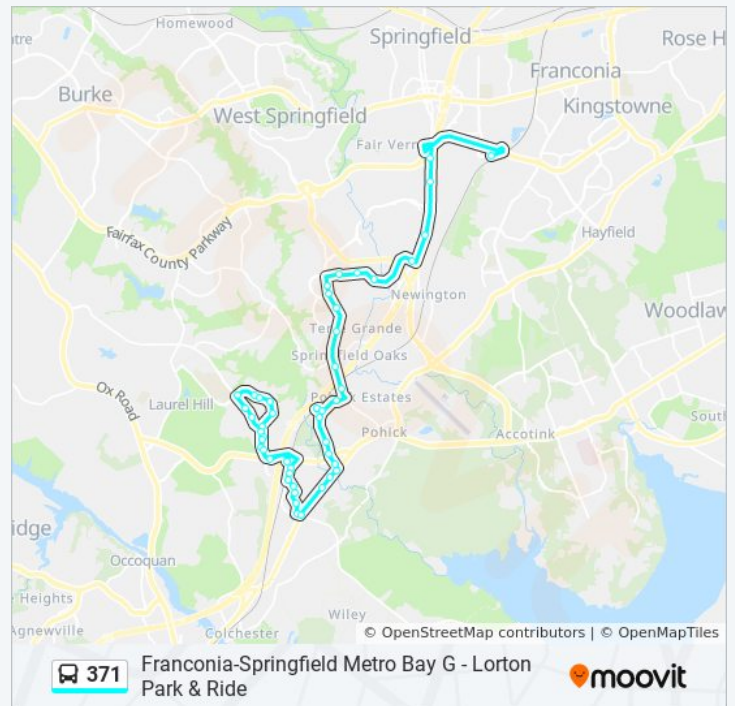 Homewood
Springfield
Rose H
Franconia
Burke
Kingstowne
West Springfield
Fair Vern
Fairfax County Parkway
Hayfield
Newington
Woodlaw
Terra Grande
Springfield Oaks
Ox Road
Laurel Hill
Pohick Estates
Pohick
Accotink
South
idge
Occoquan
e Heights
Wiley
Agnewville
Colchester
© OpenStreetMap contributors | © OpenMapTiles
371
Franconia-Springfield Metro Bay G - Lorton
Park & Ride
moovit